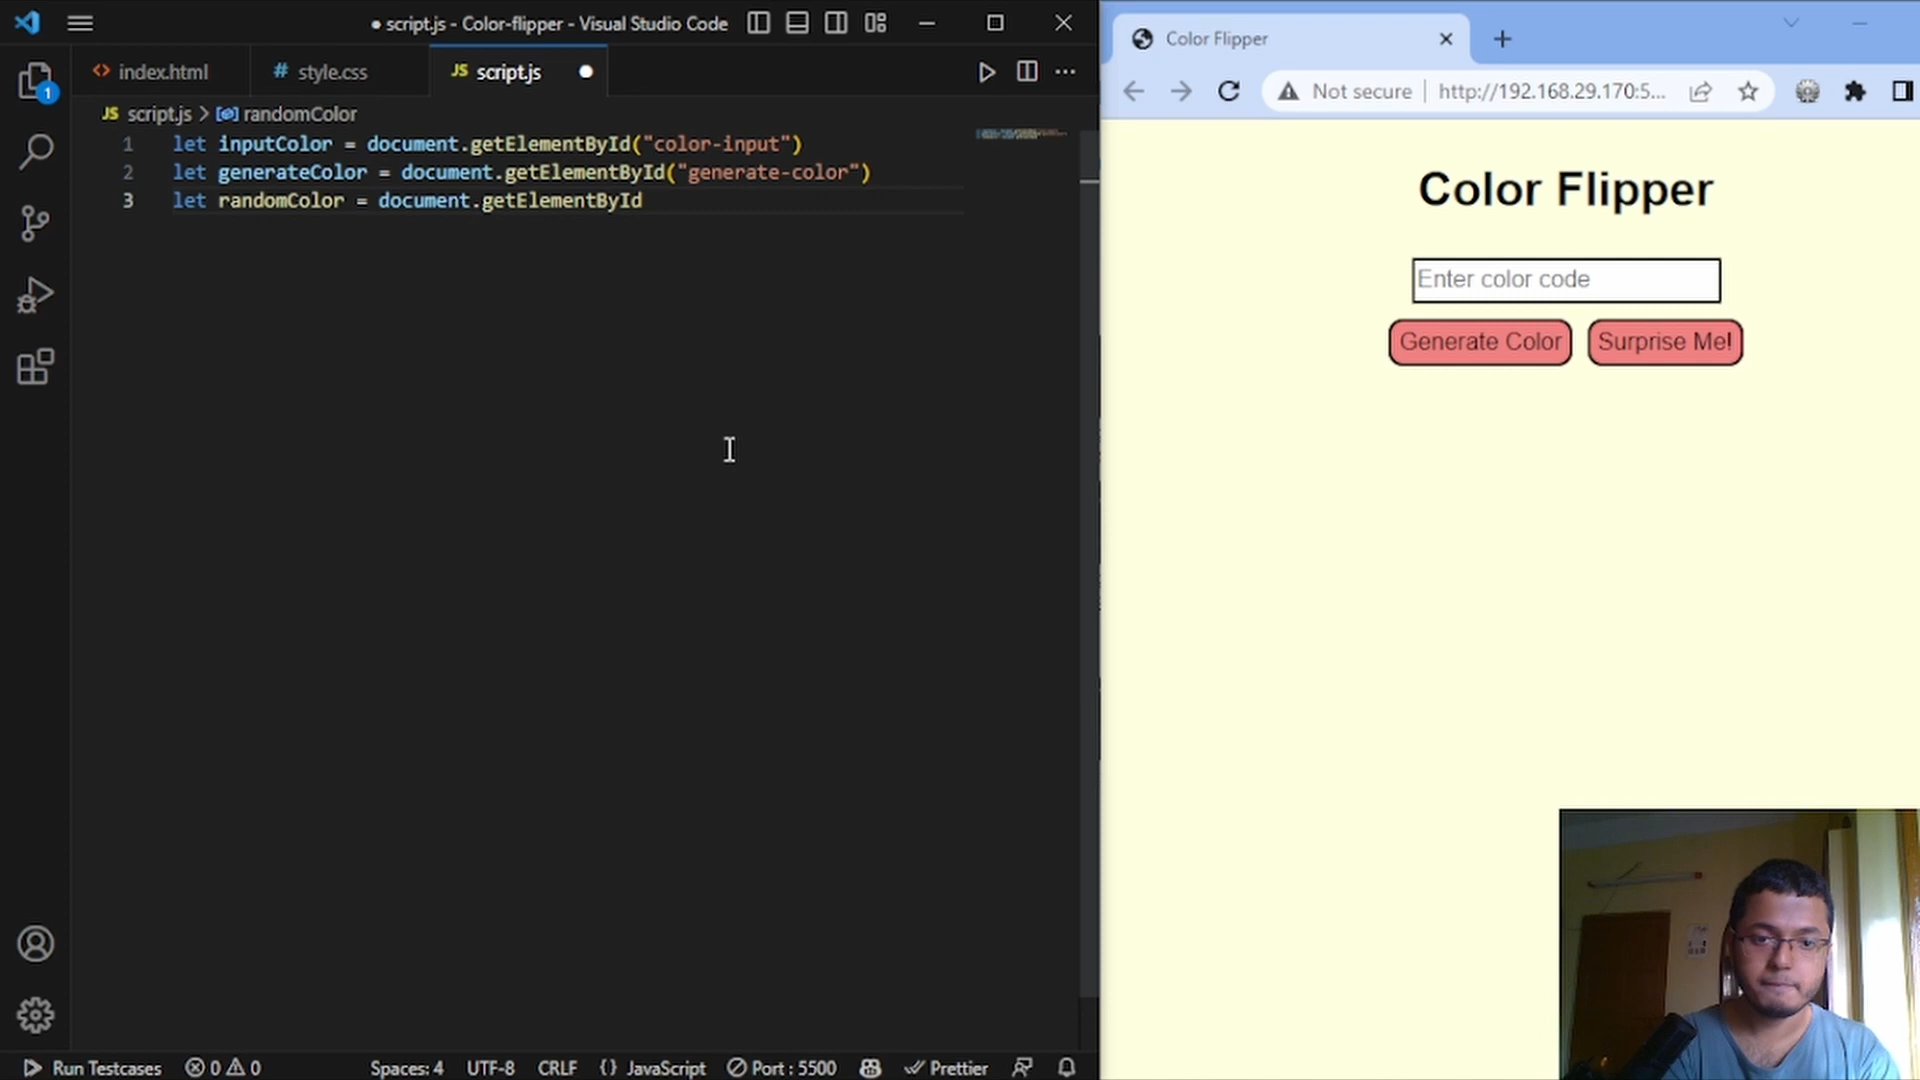 ● script.js - Color-flipper - Visual Studio Code
index.html
style.css
JS script.js
1
JS script.js > randomColor
1 let inputColor = document.getElementById("color-input")
2 let generateColor = document.getElementById("generate-color")
3 let randomColor = document.getElementById
Run Testcases
0
0
Spaces: 4
UTF-8
CRLF
{} JavaScript
Port : 5500
Prettier
Color Flipper
Not secure
http://192.168.29.170:5...
Color Flipper
Enter color code
Generate Color
Surprise Me!